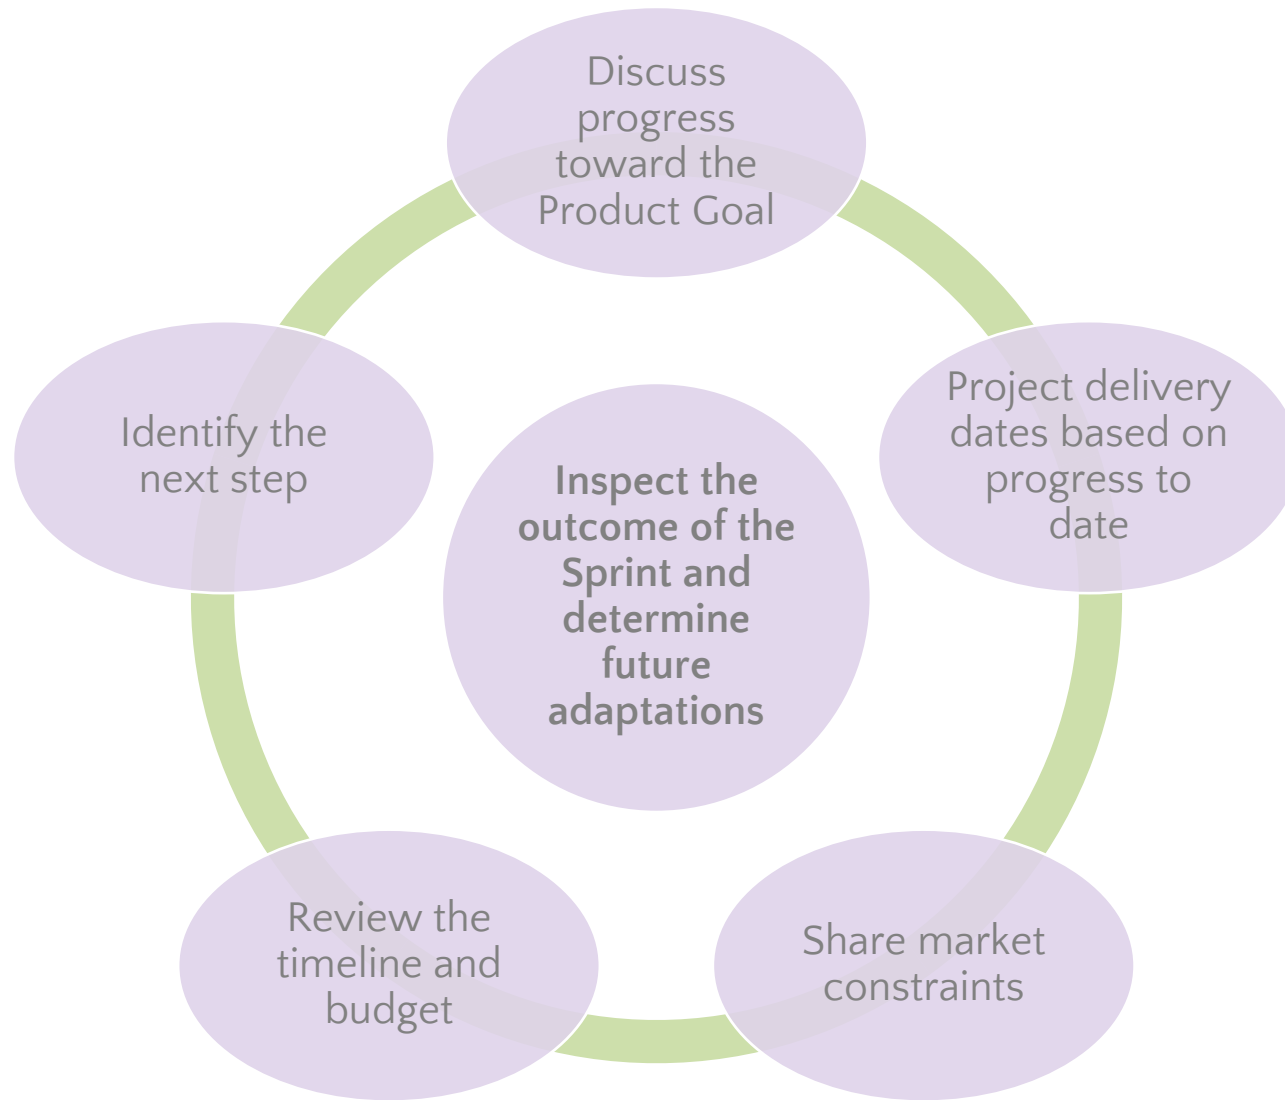 Discuss
progress
toward the
Product Goal
Project delivery
dates based on
progress to
date
Share market
constraints
Review the
timeline and
budget
Identify the
next step
Inspect the
outcome of the
Sprint and
determine
future
adaptations